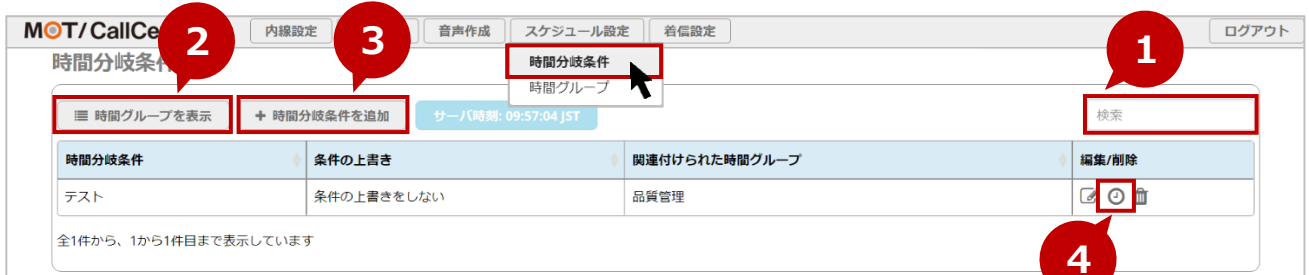 MOT/CallCe
内線設定
音声作成
スケジュール設定
着信設定
ログアウト
2
3
1
時間分岐条件
時間分岐条件
時間グループ
時間グループを表示
+ 時間分岐条件を追加
サーバ時刻: 09:57:04 JST
検索
時間分岐条件 条件の上書き 関連付けられた時間グループ 編集/削除
テスト 条件の上書きをしない 品質管理
全1件から、1から1件目まで表示しています
4